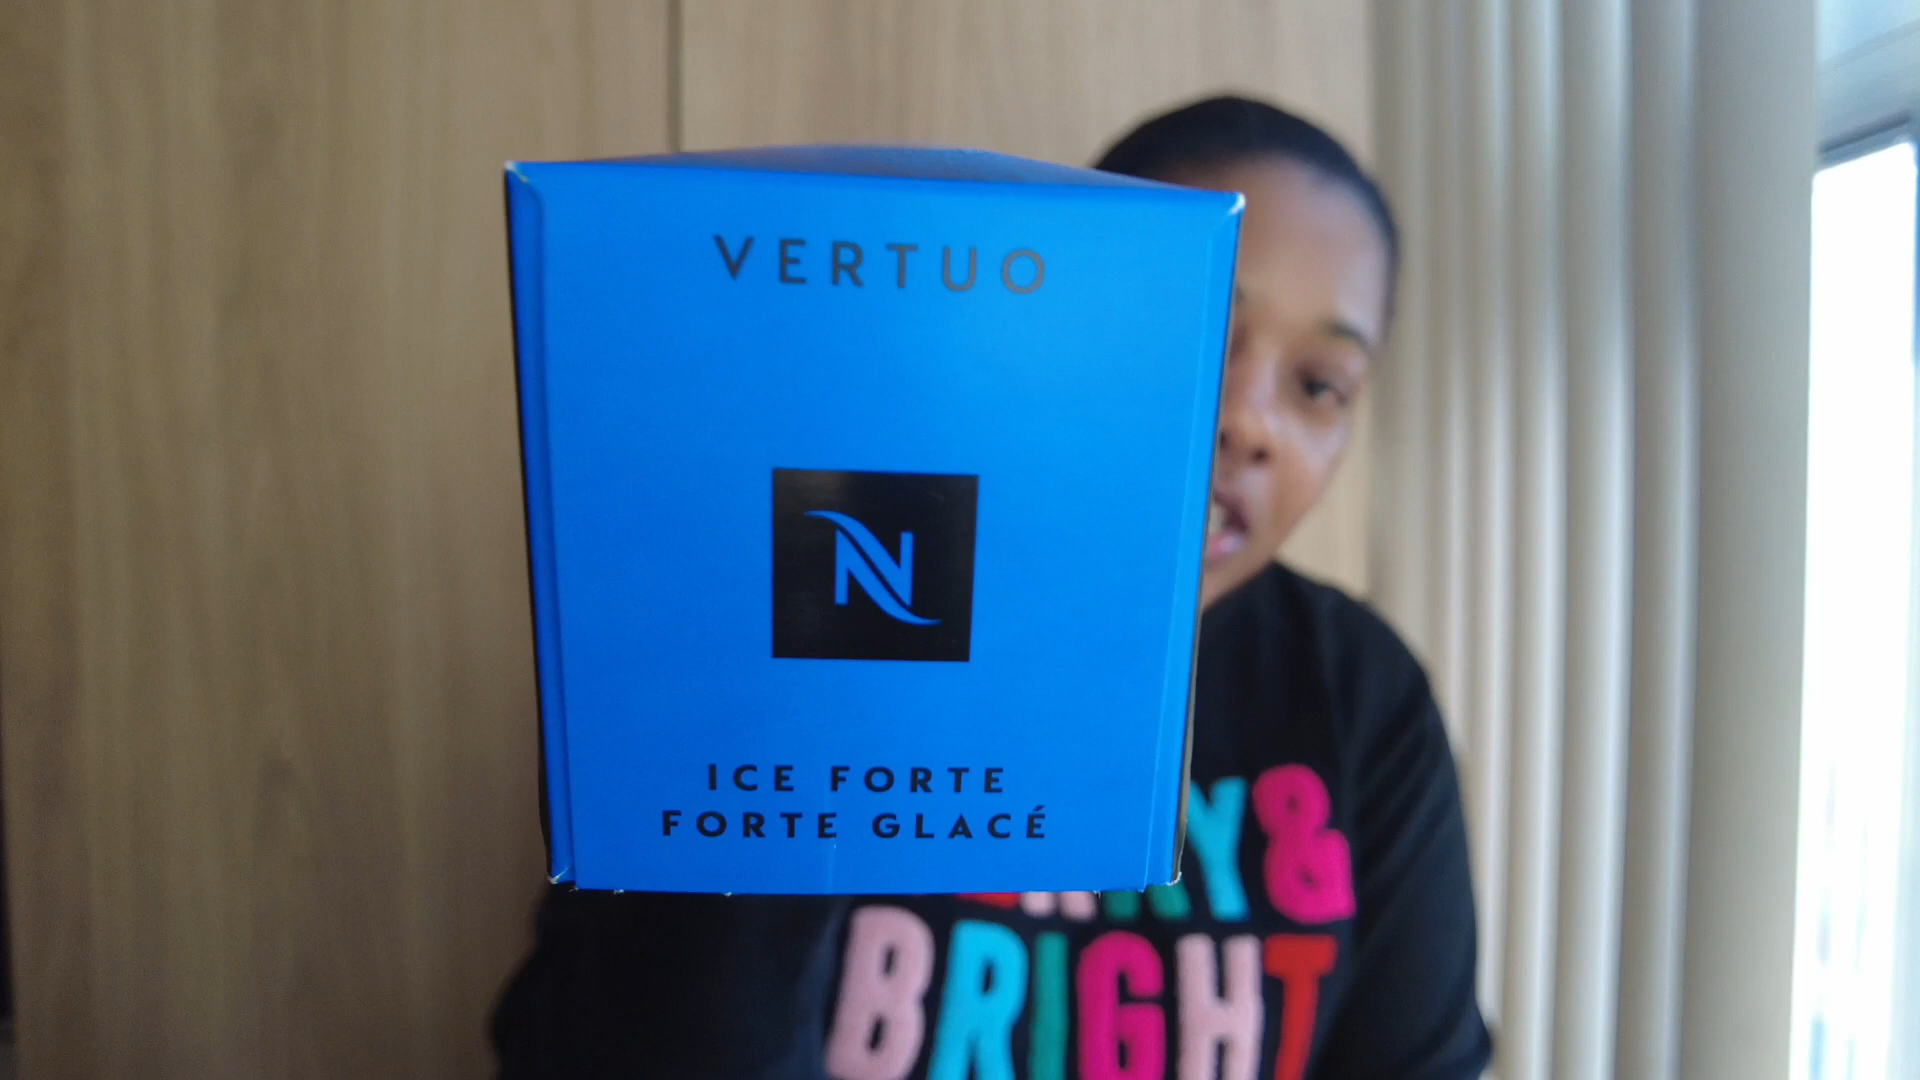 VERTUO
N
ICE FORTE
FORTE GLACÉ
Y&
BRIGHT